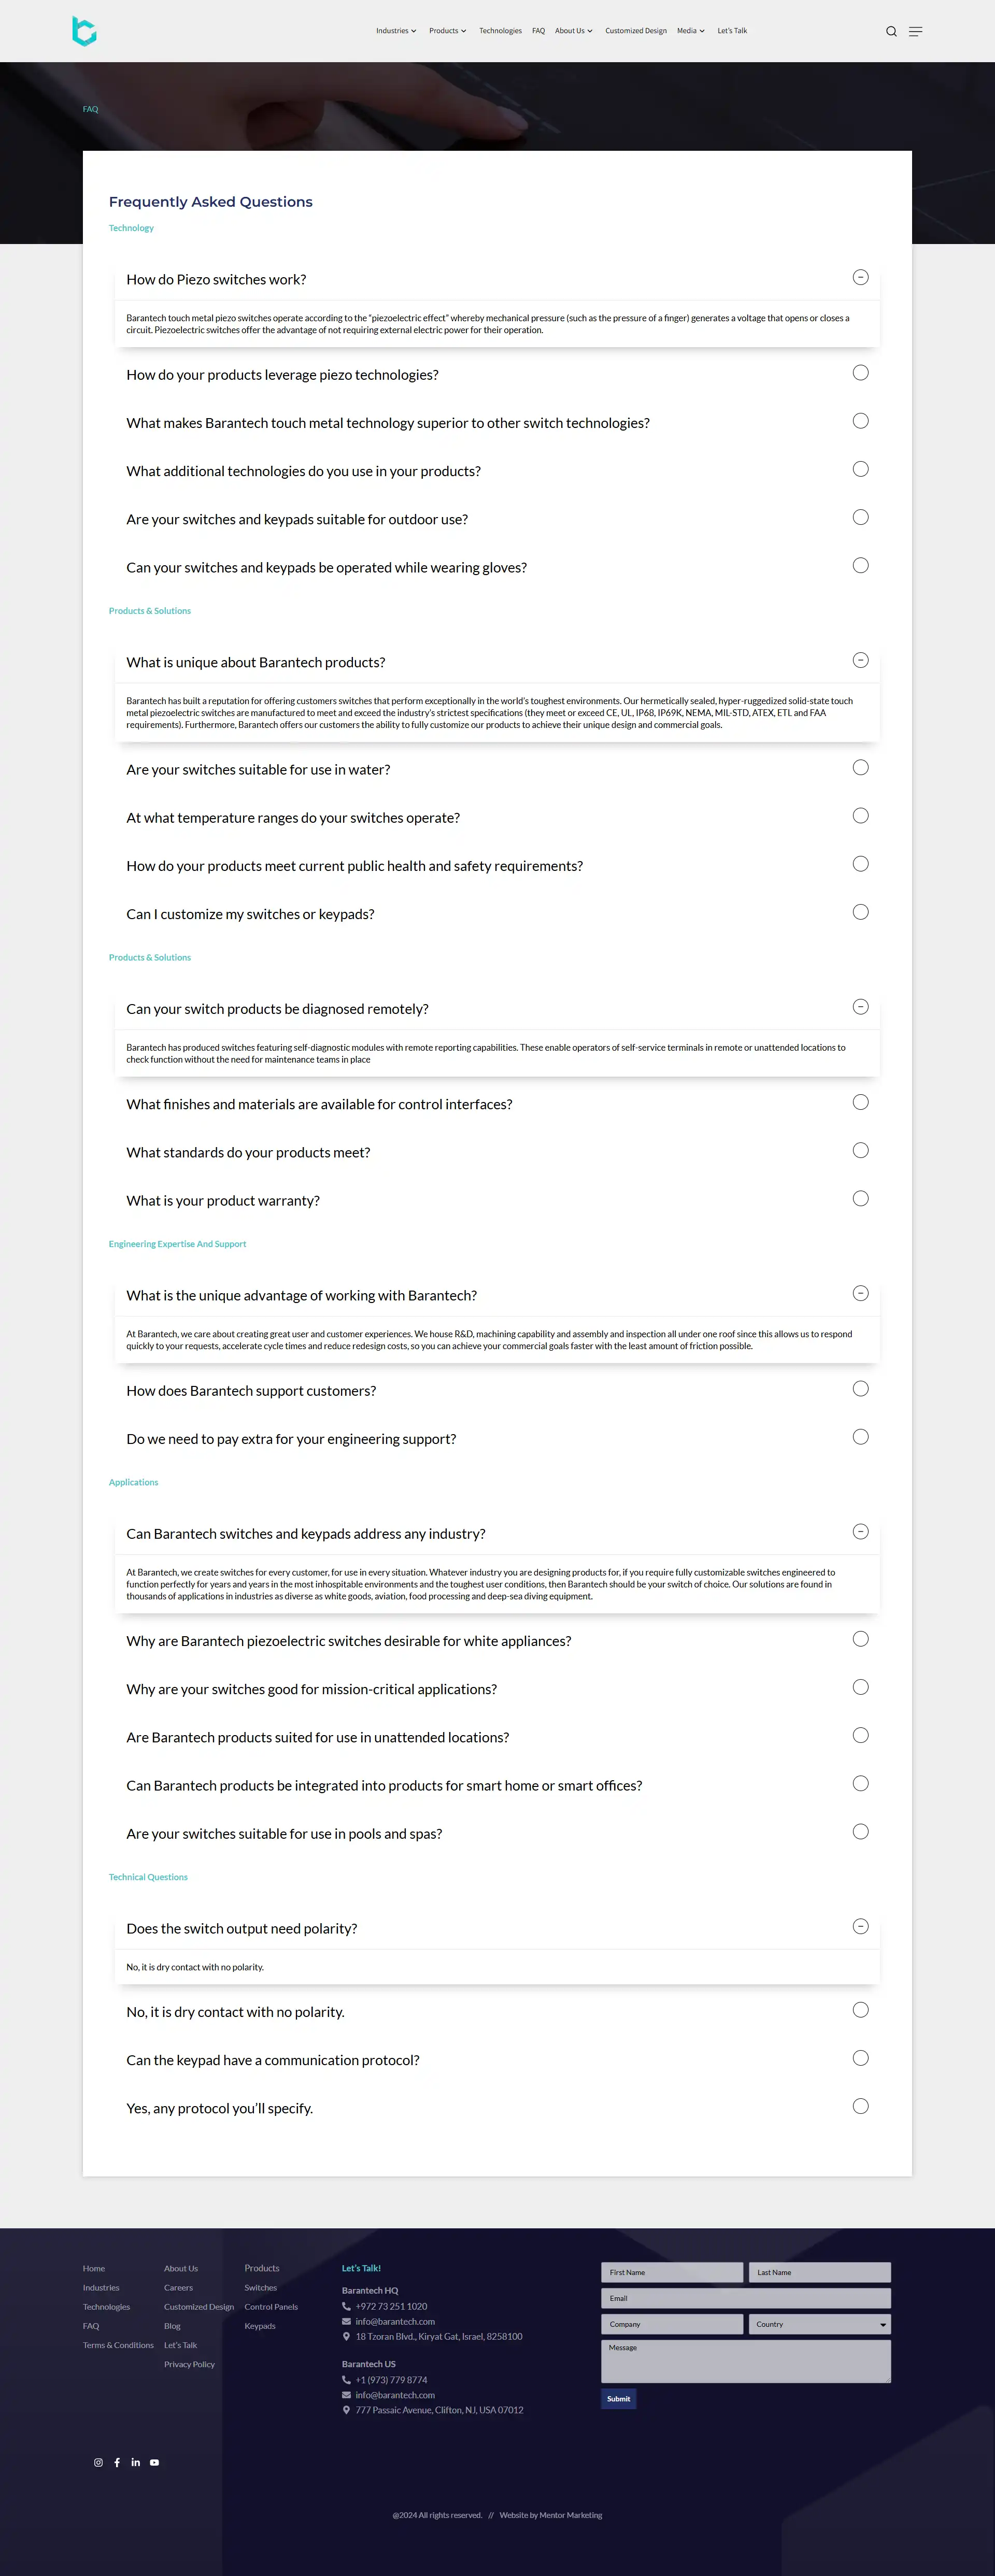 Industries
Products
Technologies
FAQ
About Us
Customized Design
Media
Let's Talk
FAQ
Frequently Asked Questions
Technology
How do Piezo switches work?
Barantech touch metal piezo switches operate according to the “piezoelectric effect” whereby mechanical pressure (such as the pressure of a finger) generates a voltage that opens or closes a
circuit. Piezoelectric switches offer the advantage of not requiring external electric power for their operation.
How do your products leverage piezo technologies?
What makes Barantech touch metal technology superior to other switch technologies?
What additional technologies do you use in your products?
Are your switches and keypads suitable for outdoor use?
Can your switches and keypads be operated while wearing gloves?
Products & Solutions
What is unique about Barantech products?
Barantech has built a reputation for offering customers switches that perform exceptionally in the world’s toughest environments. Our hermetically sealed, hyper-ruggedized solid-state touch
metal piezoelectric switches are manufactured to meet and exceed the industry’s strictest specifications (they meet or exceed CE, UL, IP68, IP69K, NEMA, MIL-STD, ATEX, ETL and FAA
requirements). Furthermore, Barantech offers our customers the ability to fully customize our products to achieve their unique design and commercial goals.
Are your switches suitable for use in water?
At what temperature ranges do your switches operate?
How do your products meet current public health and safety requirements?
Can I customize my switches or keypads?
Products & Solutions
Can your switch products be diagnosed remotely?
Barantech has produced switches featuring self-diagnostic modules with remote reporting capabilities. These enable operators of self-service terminals in remote or unattended locations to
check function without the need for maintenance teams in place
What finishes and materials are available for control interfaces?
What standards do your products meet?
What is your product warranty?
Engineering Expertise And Support
What is the unique advantage of working with Barantech?
At Barantech, we care about creating great user and customer experiences. We house R&D, machining capability and assembly and inspection all under one roof since this allows us to respond
quickly to your requests, accelerate cycle times and reduce redesign costs, so you can achieve your commercial goals faster with the least amount of friction possible.
How does Barantech support customers?
Do we need to pay extra for your engineering support?
Applications
Can Barantech switches and keypads address any industry?
At Barantech, we create switches for every customer, for use in every situation. Whatever industry you are designing products for, if you require fully customizable switches engineered to
function perfectly for years and years in the most inhospitable environments and the toughest user conditions, then Barantech should be your switch of choice. Our solutions are found in
thousands of applications in industries as diverse as white goods, aviation, food processing and deep-sea diving equipment.
Why are Barantech piezoelectric switches desirable for white appliances?
Why are your switches good for mission-critical applications?
Are Barantech products suited for use in unattended locations?
Can Barantech products be integrated into products for smart home or smart offices?
Are your switches suitable for use in pools and spas?
Technical Questions
Does the switch output need polarity?
No, it is dry contact with no polarity.
No, it is dry contact with no polarity.
Can the keypad have a communication protocol?
Yes, any protocol you’ll specify.
Home
Industries
Technologies
FAQ
Terms & Conditions
About Us
Careers
Customized Design
Blog
Let’s Talk
Privacy Policy
Products
Switches
Control Panels
Keypads
Let’s Talk!
Barantech HQ
+972 73 251 1020
info@barantech.com
18 Tzoran Blvd., Kiryat Gat, Israel, 8258100
Barantech US
+1 (973) 779 8774
info@barantech.com
777 Passaic Avenue, Clifton, NJ, USA 07012
First Name
Last Name
Email
Company
Country
Message
Submit
@2024 All rights reserved. // Website by Mentor Marketing